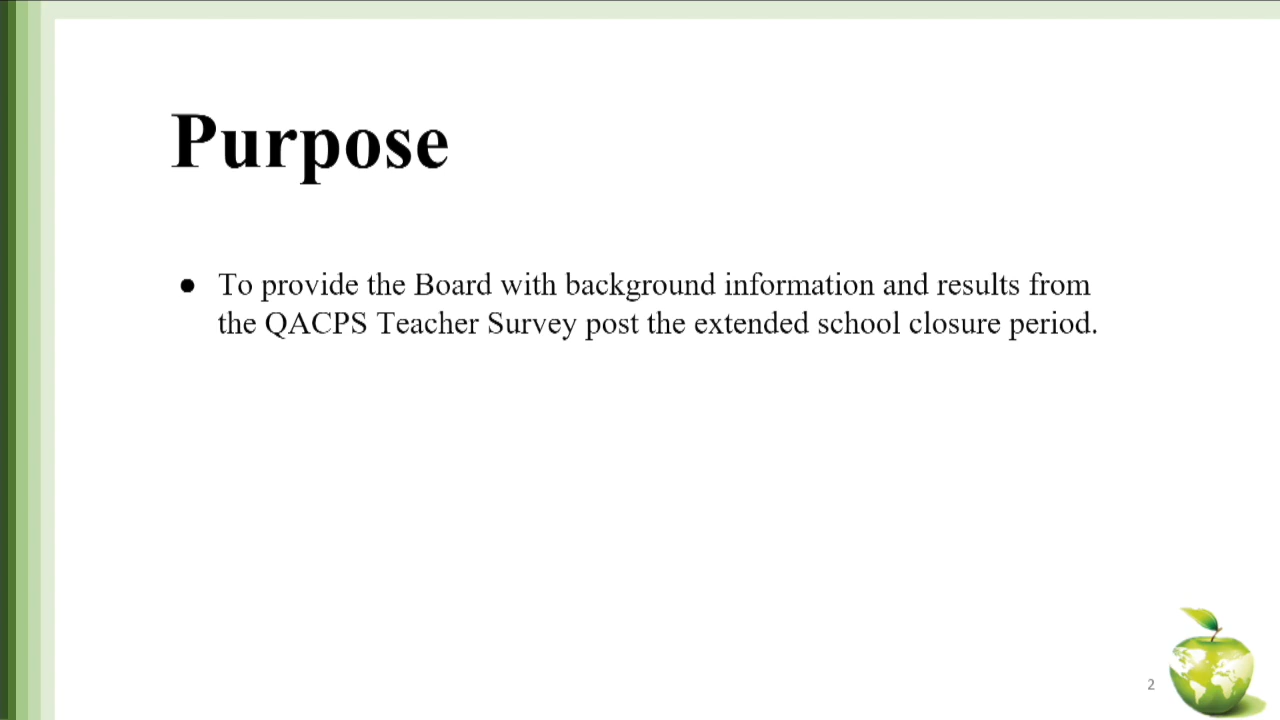 Purpose
● To provide the Board with background information and results from
the QACPS Teacher Survey post the extended school closure period.
2